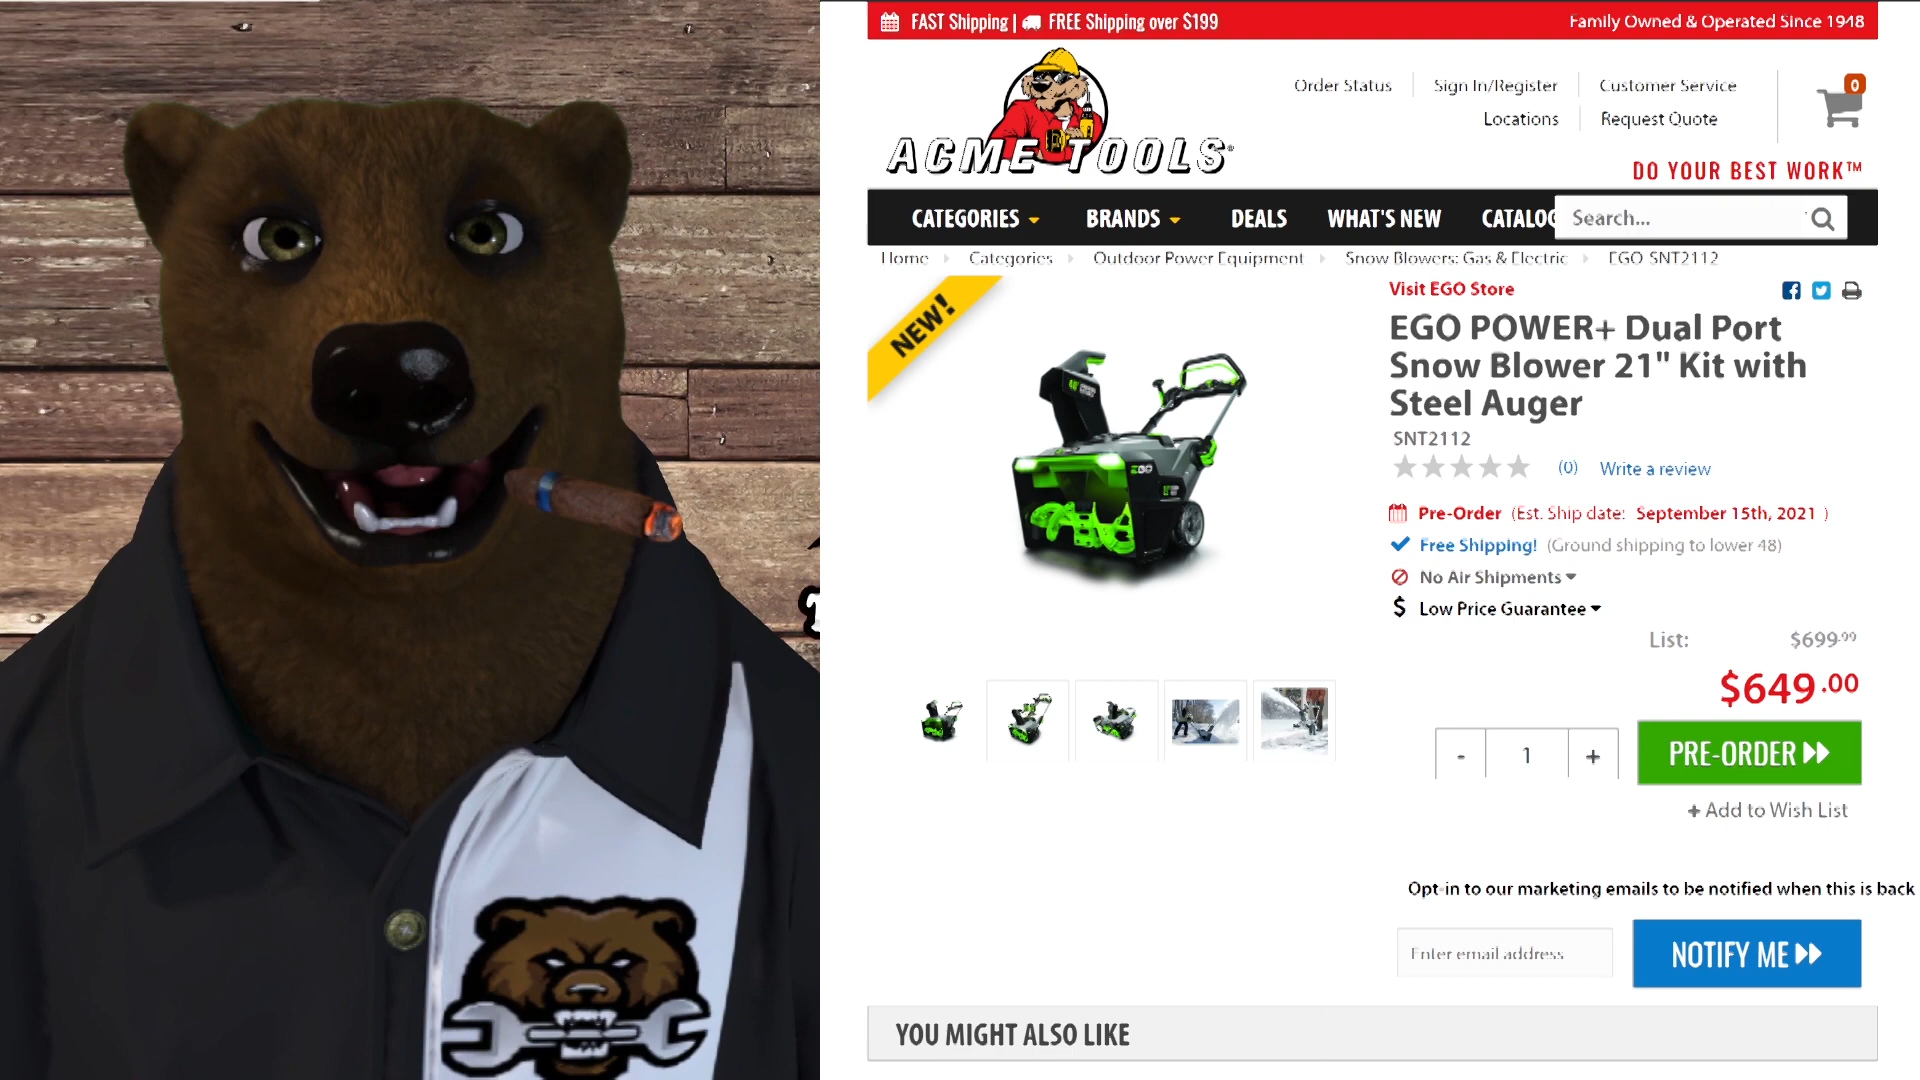 FAST Shipping | FREE Shipping over $199
Family Owned & Operated Since 1948
ACME TOOLS
Order Status
Sign In/Register
Customer Service
0
Locations
Request Quote
DO YOUR BEST WORK™
CATEGORIES
BRANDS
DEALS
WHAT'S NEW
CATALOG
Search...
Home
Categories
Outdoor Power Equipment
Snow Blowers: Gas & Electric
EGO SNT2112
NEW!
Visit EGO Store
EGO POWER+ Dual Port
Snow Blower 21" Kit with
Steel Auger
SNT2112
(0) Write a review
Pre-Order (Est. Ship date: September 15th, 2021 )
Free Shipping! (Ground shipping to lower 48)
No Air Shipments
$ Low Price Guarantee
List: $699.99
$649.00
- 1 +
PRE-ORDER
+ Add to Wish List
Opt-in to our marketing emails to be notified when this is back
Enter email address
NOTIFY ME
YOU MIGHT ALSO LIKE